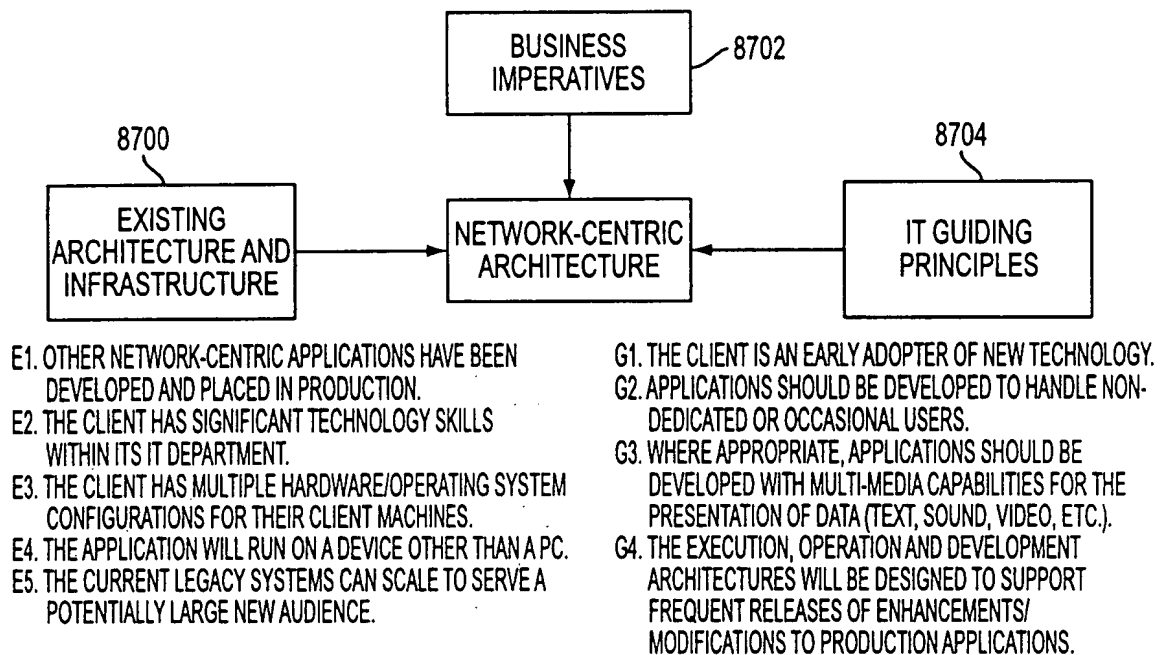 BUSINESS
IMPERATIVES
8702
8700
8704
EXISTING
ARCHITECTURE AND
INFRASTRUCTURE
NETWORK-CENTRIC
ARCHITECTURE
IT GUIDING
PRINCIPLES
E1. OTHER NETWORK-CENTRIC APPLICATIONS HAVE BEEN
DEVELOPED AND PLACED IN PRODUCTION.
E2. THE CLIENT HAS SIGNIFICANT TECHNOLOGY SKILLS
WITHIN ITS IT DEPARTMENT.
E3. THE CLIENT HAS MULTIPLE HARDWARE/OPERATING SYSTEM
CONFIGURATIONS FOR THEIR CLIENT MACHINES.
E4. THE APPLICATION WILL RUN ON A DEVICE OTHER THAN A PC.
E5. THE CURRENT LEGACY SYSTEMS CAN SCALE TO SERVE A
POTENTIALLY LARGE NEW AUDIENCE.
G1. THE CLIENT IS AN EARLY ADOPTER OF NEW TECHNOLOGY.
G2. APPLICATIONS SHOULD BE DEVELOPED TO HANDLE NON-
DEDICATED OR OCCASIONAL USERS.
G3. WHERE APPROPRIATE, APPLICATIONS SHOULD BE
DEVELOPED WITH MULTI-MEDIA CAPABILITIES FOR THE
PRESENTATION OF DATA (TEXT, SOUND, VIDEO, ETC.).
G4. THE EXECUTION, OPERATION AND DEVELOPMENT
ARCHITECTURES WILL BE DESIGNED TO SUPPORT
FREQUENT RELEASES OF ENHANCEMENTS/
MODIFICATIONS TO PRODUCTION APPLICATIONS.